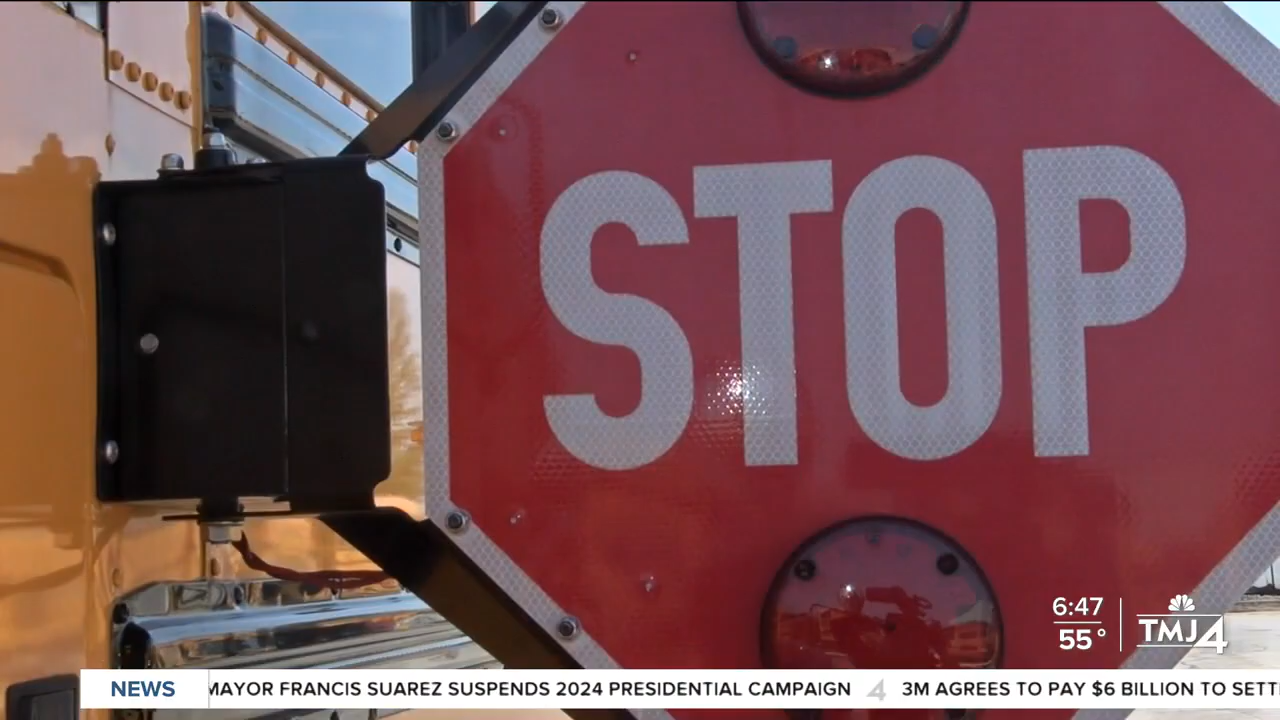 STOP
6:47
55°
TMJ4
NEWS
MAYOR FRANCIS SUAREZ SUSPENDS 2024 PRESIDENTIAL CAMPAIGN 4 3M AGREES TO PAY $6 BILLION TO